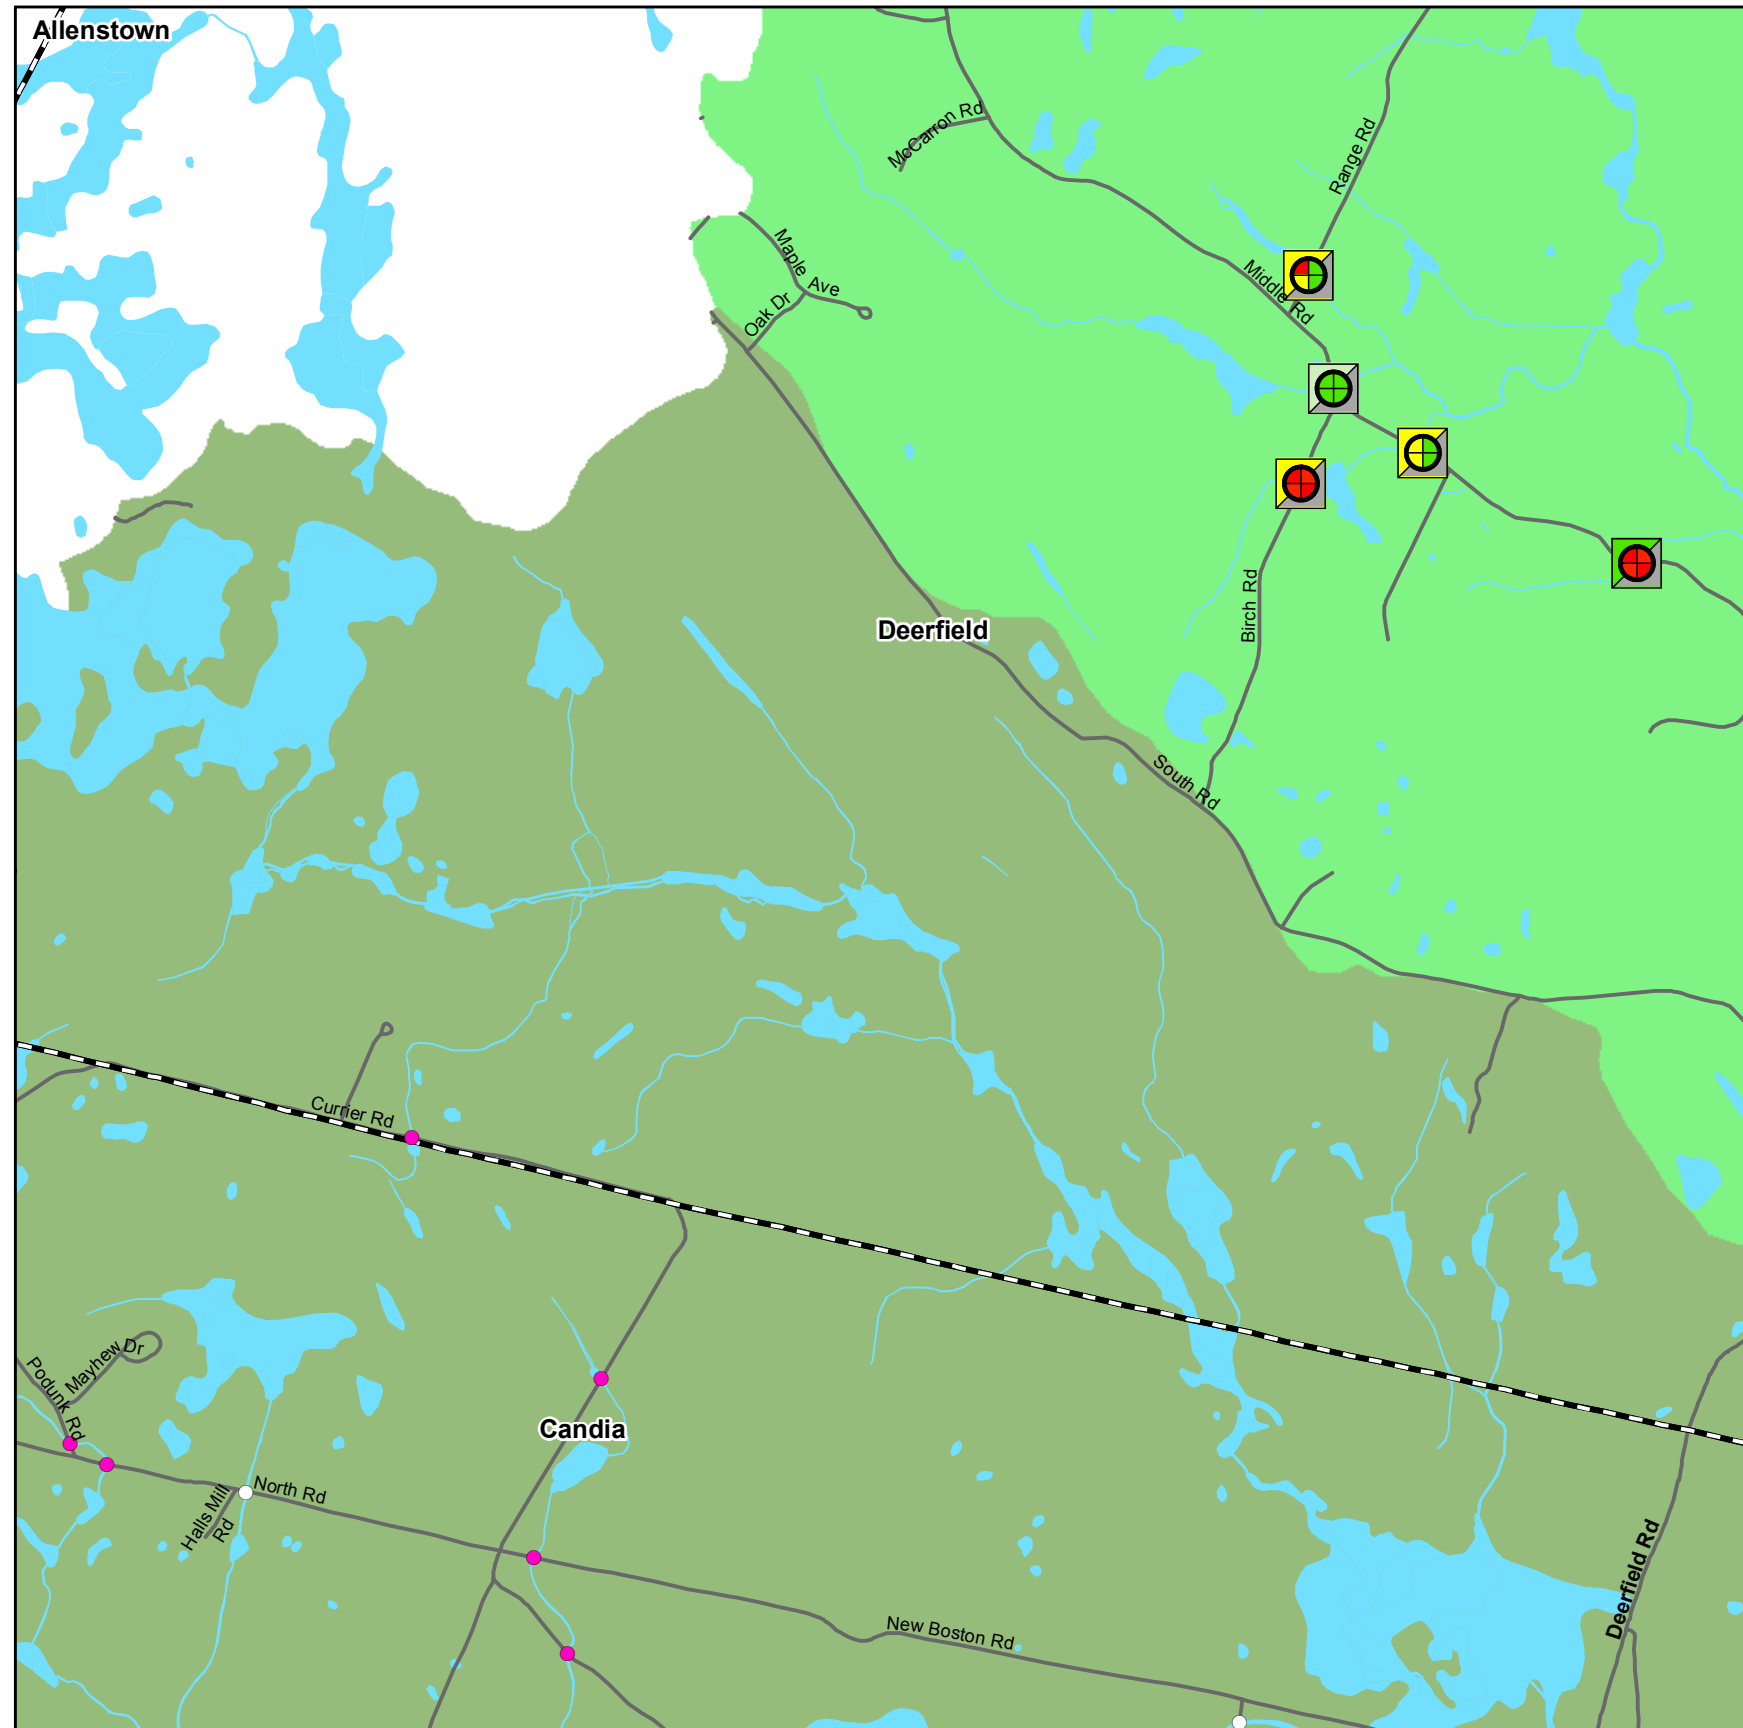 Allenstown
McCarron Rd
Range Rd
Maple Ave
Oak Dr
Middle Rd
Birch Rd
Deerfield
South Rd
Currier Rd
Mayhew Dr
Podunk Rd
Candia
North Rd
Halls Mill
Rd
Deerfield Rd
New Boston Rd